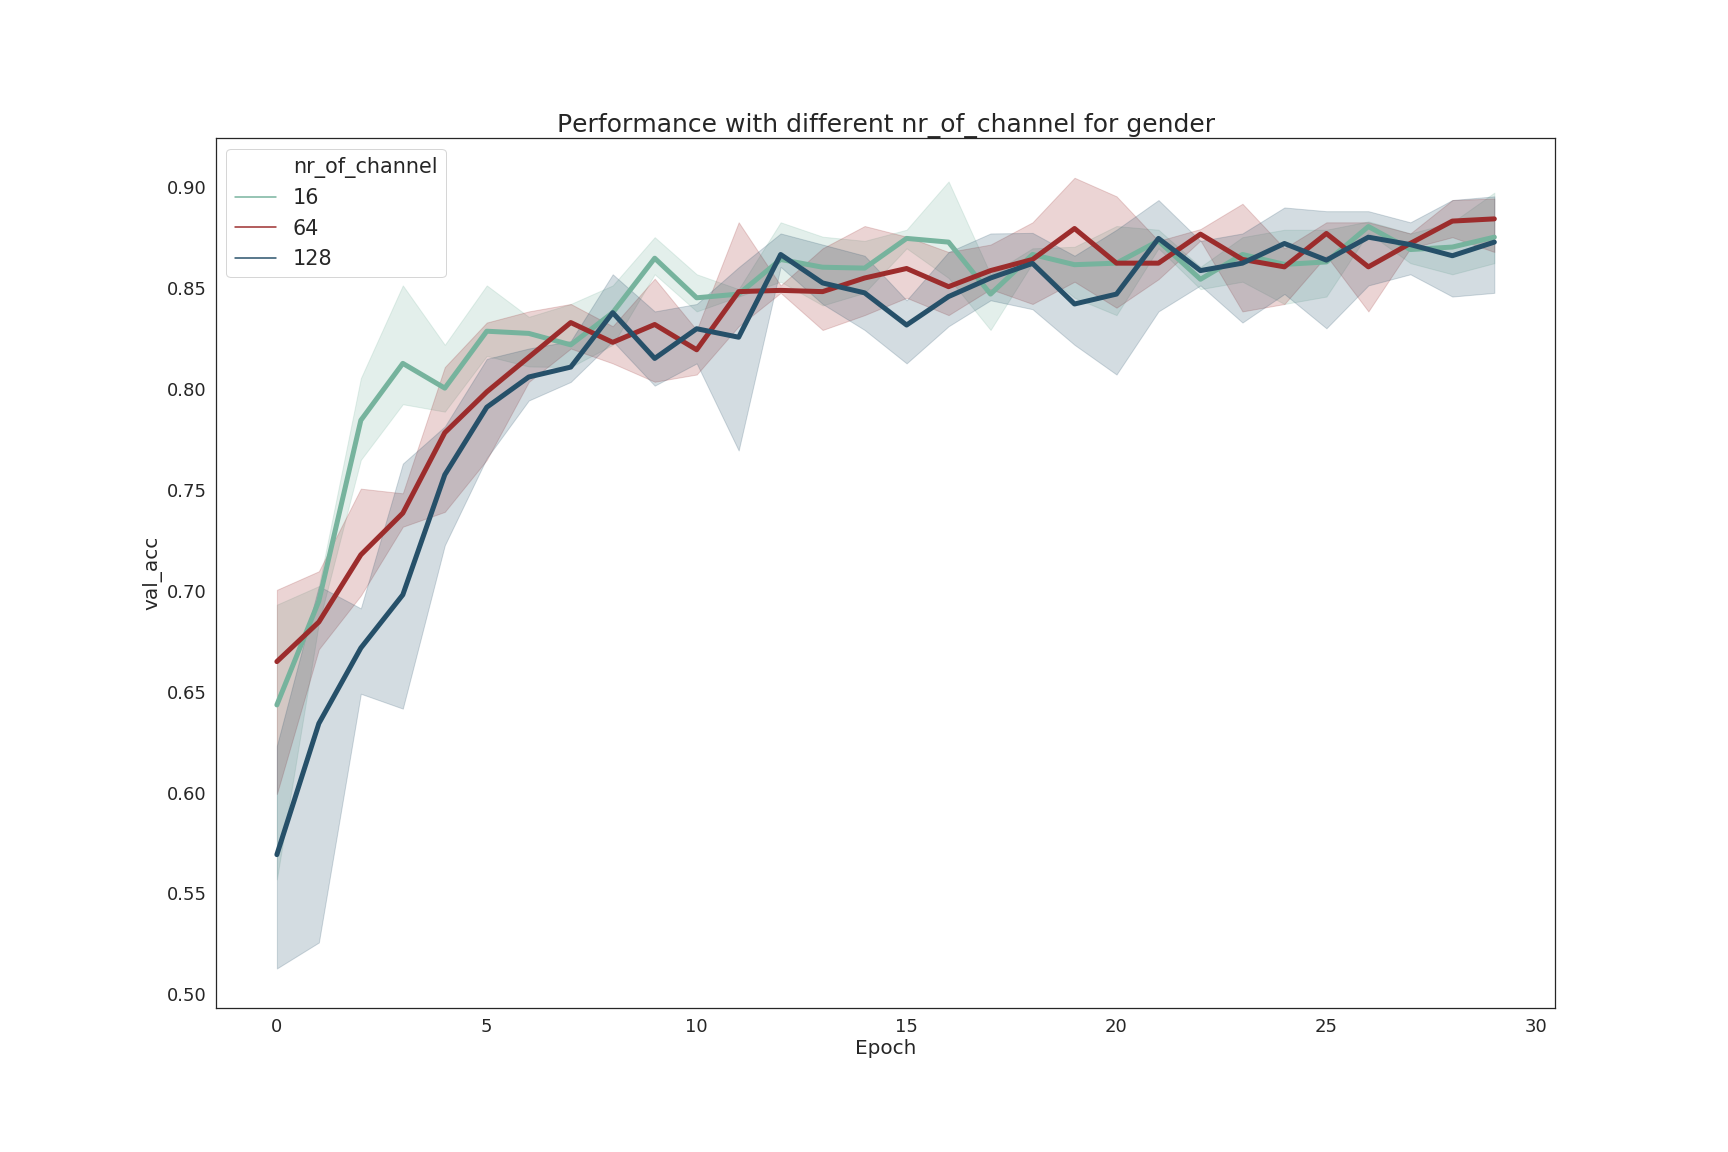 Performance with different nr_of_channel for gender
nr_of_channel
16
64
128
0.90
0.85
0.80
0.75
0.70
0.65
0.60
0.55
0.50
val_acc
0 5 10 15 20 25 30
Epoch